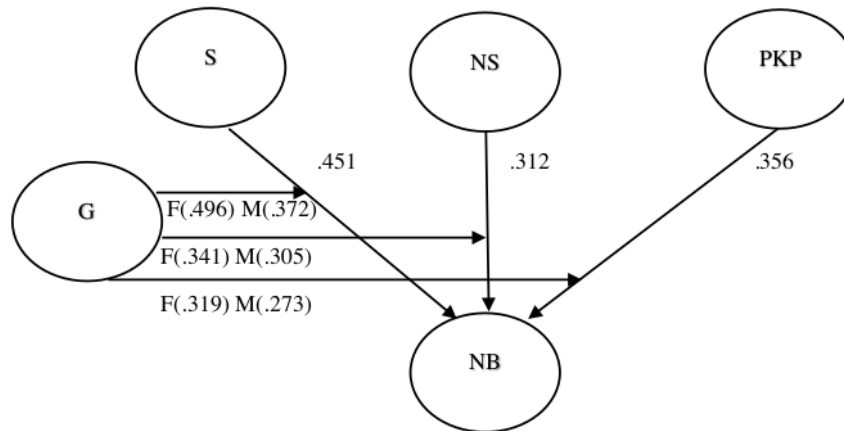 S
NS
PKP
.451
.312
.356
G
F(.496) M(.372)
F(.341) M(.305)
F(.319) M(.273)
NB